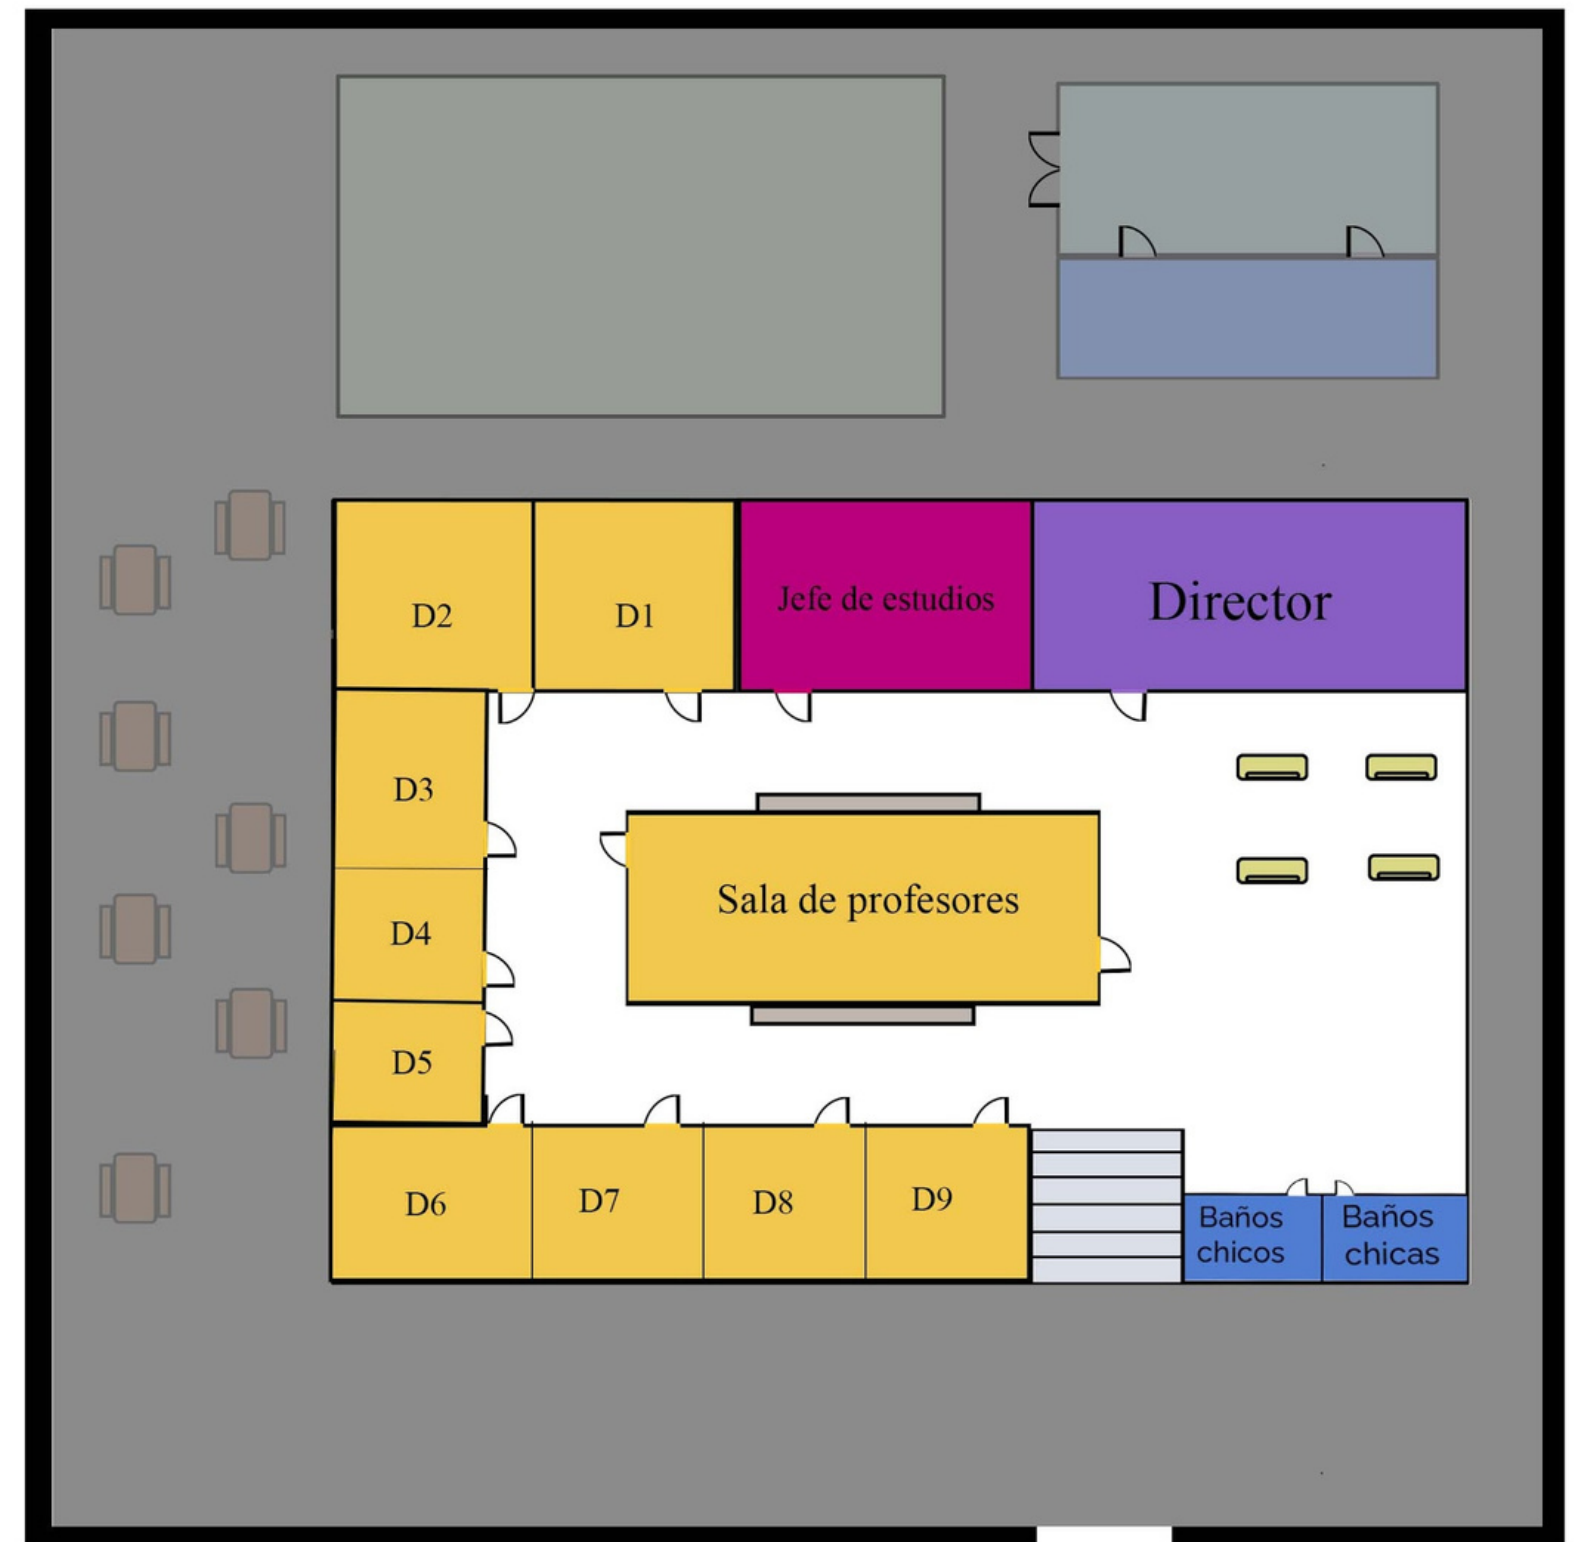 D2
D1
Jefe de estudios
Director
D3
Sala de profesores
D4
D5
D6
D7
D8
D9
Baños
chicos
Baños
chicas